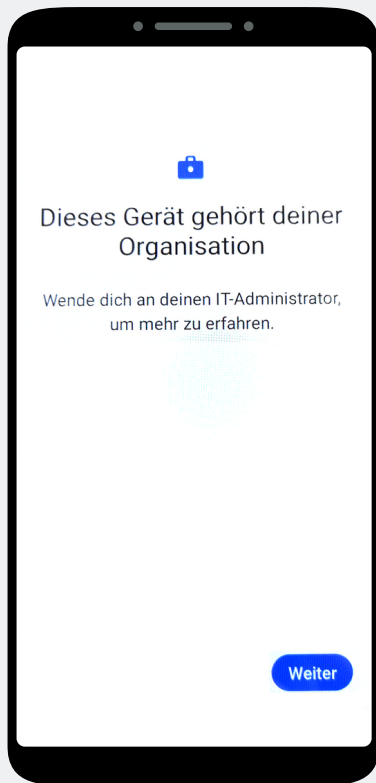 Dieses Gerät gehört deiner
Organisation
Wende dich an deinen IT-Administrator,
um mehr zu erfahren.
Weiter